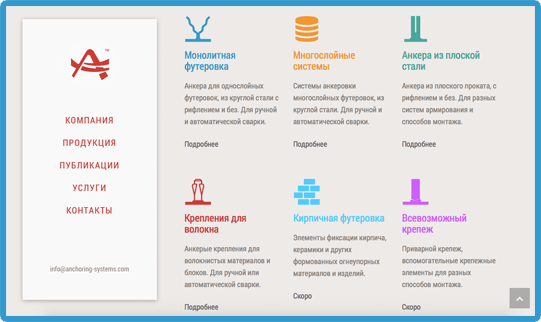 КОМПАНИЯ
ПРОДУКЦИЯ
ПУБЛИКАЦИИ
УСЛУГИ
КОНТАКТЫ
info@anchoring-systems.com
Монолитная
футеровка
Анкера для однослойных
футеровок, из круглой стали с
рифлением и без. Для ручной
и автоматической сварки.
Подробнее
Многослойные
системы
Системы анкеровки
многослойных футеровок, из
круглой стали. Для ручной и
автоматической сварки.
Подробнее
Анкера из плоской
стали
Анкера из плоского проката, с
рифлением и без. Для разных
систем армирования и
способов монтажа.
Подробнее
Крепления для
волокна
Анкерые крепления для
волокнистых материалов и
блоков. Для ручной или
автоматической сварки.
Подробнее
Кирпичная футеровка
Элементы фиксации кирпича,
керамики и других
формованных огнеупорных
материалов и изделий.
Скоро
Всевозможный
крепеж
Приварной крепеж,
вспомогательные крепежные
элементы для разных
способов монтажа.
Скоро